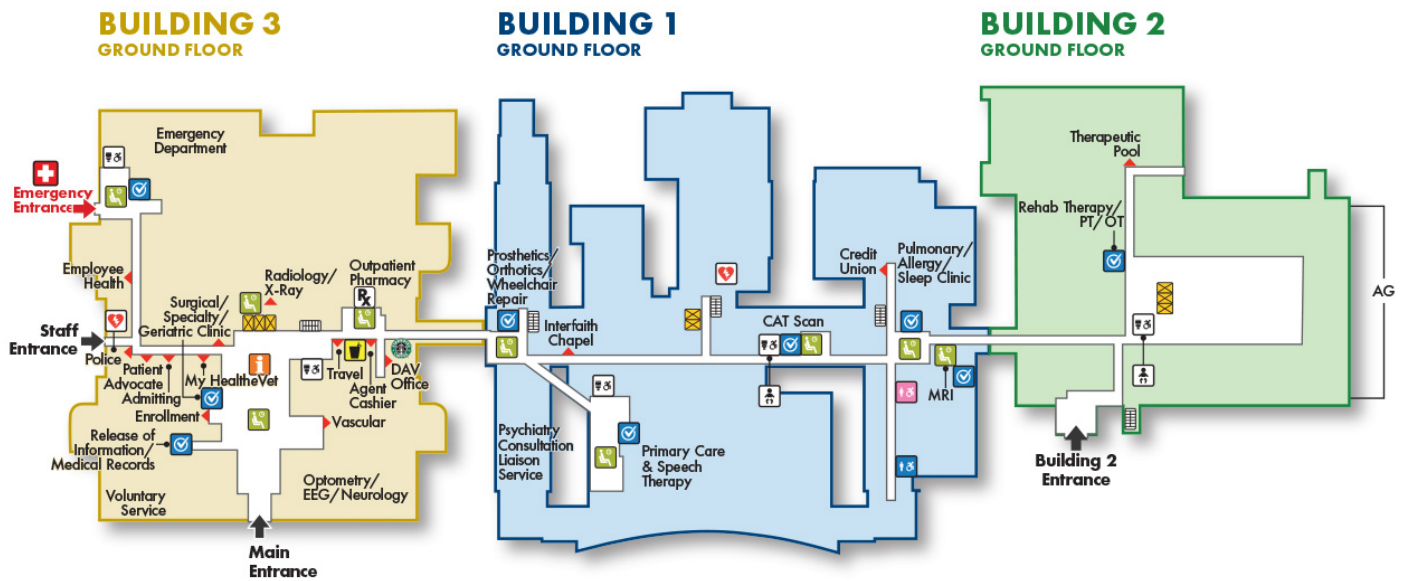 BUILDING 3
GROUND FLOOR
BUILDING 1
GROUND FLOOR
BUILDING 2
GROUND FLOOR
Emergency
Department
Emergency
Entrance
Employee
Health
Radiology/
X-Ray
Outpatient
Pharmacy
Rx
Surgical/
Specialty/
Geriatric Clinic
Staff
Entrance
Police
Patient
Advocate
Admitting
My HealtheVet
Enrollment
Travel
Agent
Cashier
DAV
Office
Vascular
Release of
Information/
Medical Records
Voluntary
Service
Optometry/
EEG/Neurology
Main
Entrance
Prosthetics/
Orthotics/
Wheelchair
Repair
Interfaith
Chapel
CAT Scan
Credit
Union
Pulmonary/
Allergy/
Sleep Clinic
MRI
Psychiatry
Consultation
Liaison
Service
Primary Care
& Speech
Therapy
Therapeutic
Pool
Rehab Therapy/
PT/OT
AG
Building 2
Entrance